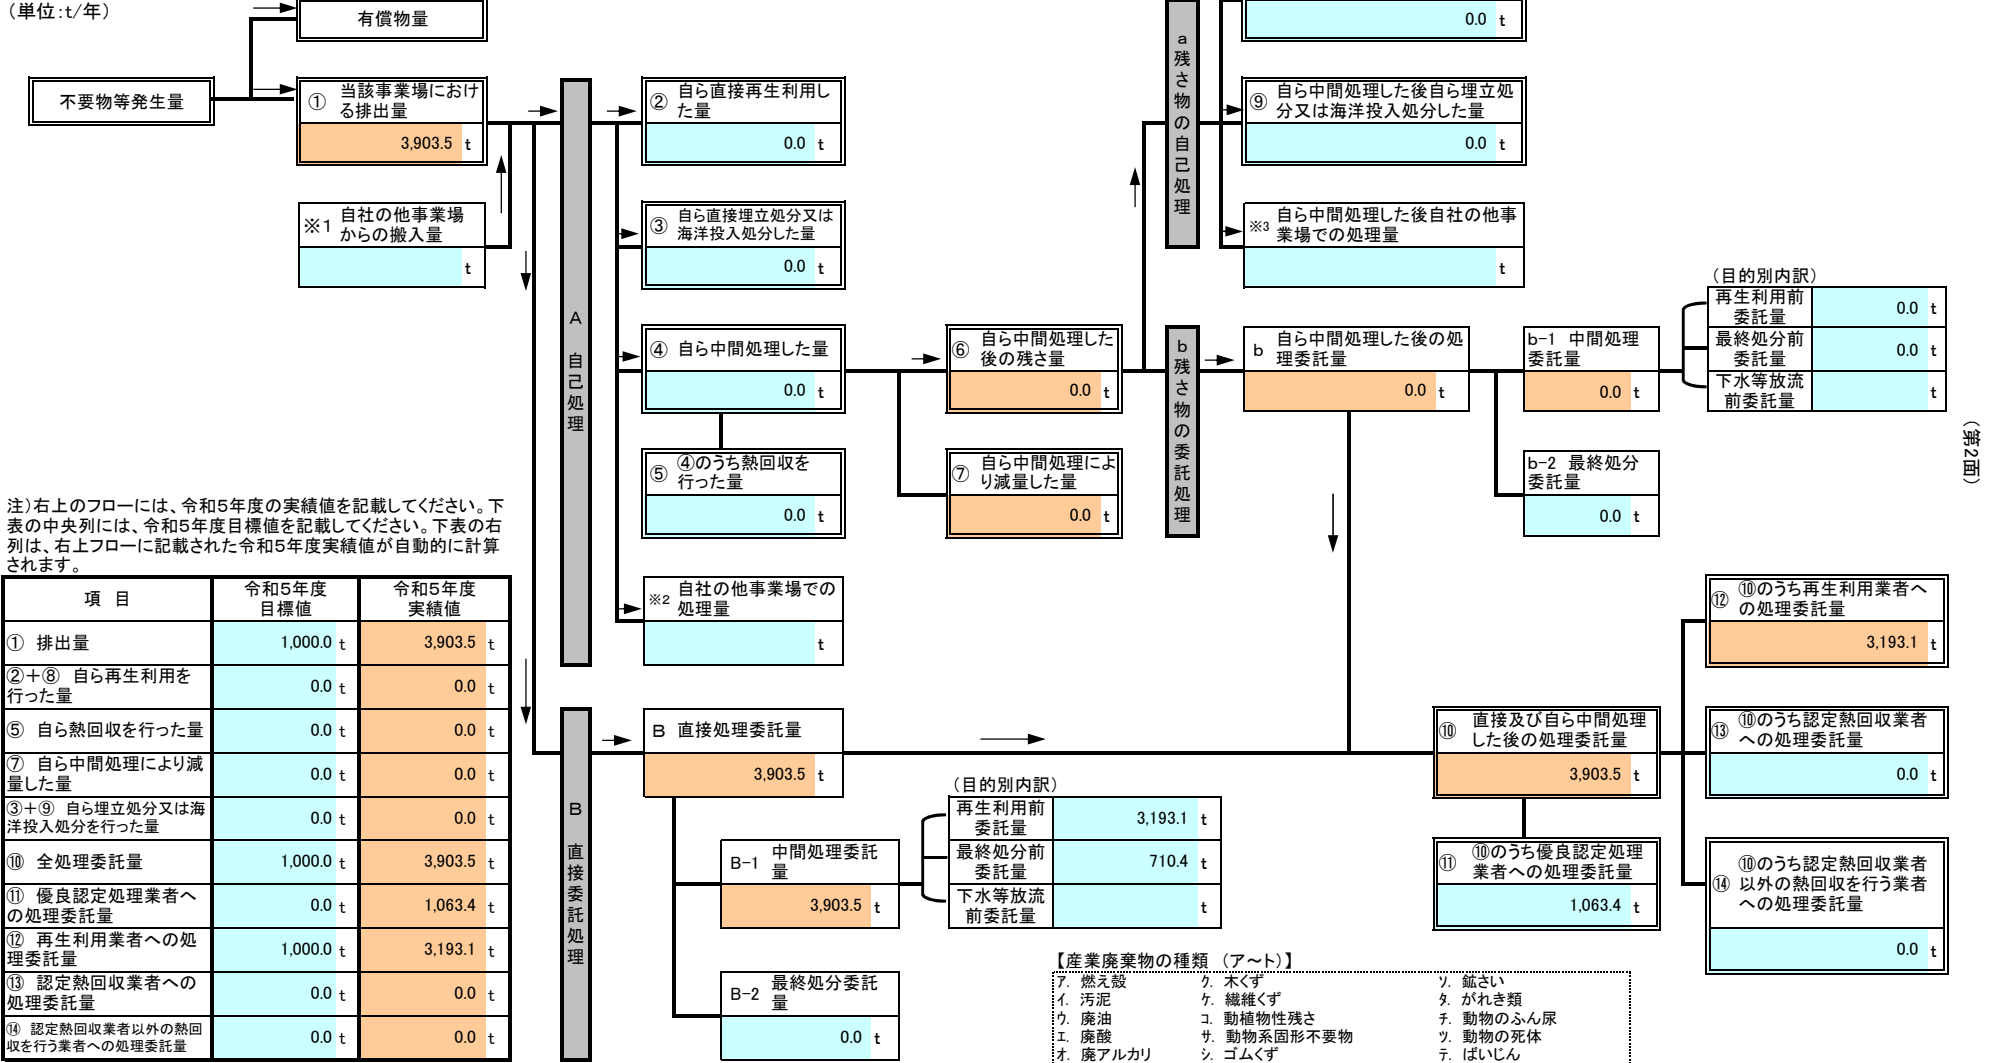 （単位:t/年）
有償物量
不要物等発生量
① 当該事業場におけ
る排出量
3,903.5 t
※1 自社の他事業場
からの搬入量
t
A 自己処理
② 自ら直接再生利用し
た量
0.0 t
③ 自ら直接埋立処分又は
海洋投入処分した量
0.0 t
④ 自ら中間処理した量
0.0 t
⑤ ④のうち熱回収を
行った量
0.0 t
※2 自社の他事業場での
処理量
t
⑥ 自ら中間処理した
後の残さ量
0.0 t
⑦ 自ら中間処理によ
り減量した量
0.0 t
a 残さ物の自己処理
0.0 t
⑨ 自ら中間処理した後自ら埋立処
分又は海洋投入処分した量
0.0 t
※3 自ら中間処理した後自社の他事
業場での処理量
t
b 残さ物の委託処理
b 自ら中間処理した後の処
理委託量
0.0 t
b-1 中間処理
委託量
0.0 t
（目的別内訳）
再生利用前
委託量
0.0 t
最終処分前
委託量
0.0 t
下水等放流
前委託量
t
b-2 最終処分
委託量
0.0 t
（第2面）
注）右上のフローには、令和5年度の実績値を記載してください。下
表の中央列には、令和5年度目標値を記載してください。下表の右
列は、右上フローに記載された令和5年度実績値が自動的に計算
されます。
項 目
令和5年度
目標値
令和5年度
実績値
① 排出量
1,000.0 t
3,903.5 t
②＋⑧ 自ら再生利用を
行った量
0.0 t
0.0 t
⑤ 自ら熱回収を行った量
0.0 t
0.0 t
⑦ 自ら中間処理により減
量した量
0.0 t
0.0 t
③＋⑨ 自ら埋立処分又は海
洋投入処分を行った量
0.0 t
0.0 t
⑩ 全処理委託量
1,000.0 t
3,903.5 t
⑪ 優良認定処理業者へ
の処理委託量
0.0 t
1,063.4 t
⑫ 再生利用業者への処
理委託量
1,000.0 t
3,193.1 t
⑬ 認定熱回収業者への
処理委託量
0.0 t
0.0 t
⑭ 認定熱回収業者以外の熱回
収を行う業者への処理委託量
0.0 t
0.0 t
B 直接委託処理
B 直接処理委託量
3,903.5 t
B-1 中間処理委託
量
3,903.5 t
（目的別内訳）
再生利用前
委託量
3,193.1 t
最終処分前
委託量
710.4 t
下水等放流
前委託量
t
B-2 最終処分委託
量
0.0 t
⑩ 直接及び自ら中間処理
した後の処理委託量
3,903.5 t
⑪ ⑩のうち優良認定処理
業者への処理委託量
1,063.4 t
⑫ ⑩のうち再生利用業者へ
の処理委託量
3,193.1 t
⑬ ⑩のうち認定熱回収業者
への処理委託量
0.0 t
⑭ ⑩のうち認定熱回収業者
以外の熱回収を行う業者
への処理委託量
0.0 t
【産業廃棄物の種類 （ア～ト）】
ア. 燃え殻 ク. 木くず ソ. 鉱さい
イ. 汚泥 ケ. 繊維くず タ. がれき類
ウ. 廃油 コ. 動植物性残さ チ. 動物のふん尿
エ. 廃酸 サ. 動物系固形不要物 ツ. 動物の死体
オ. 廃アルカリ シ. ゴムくず テ. ばいじん